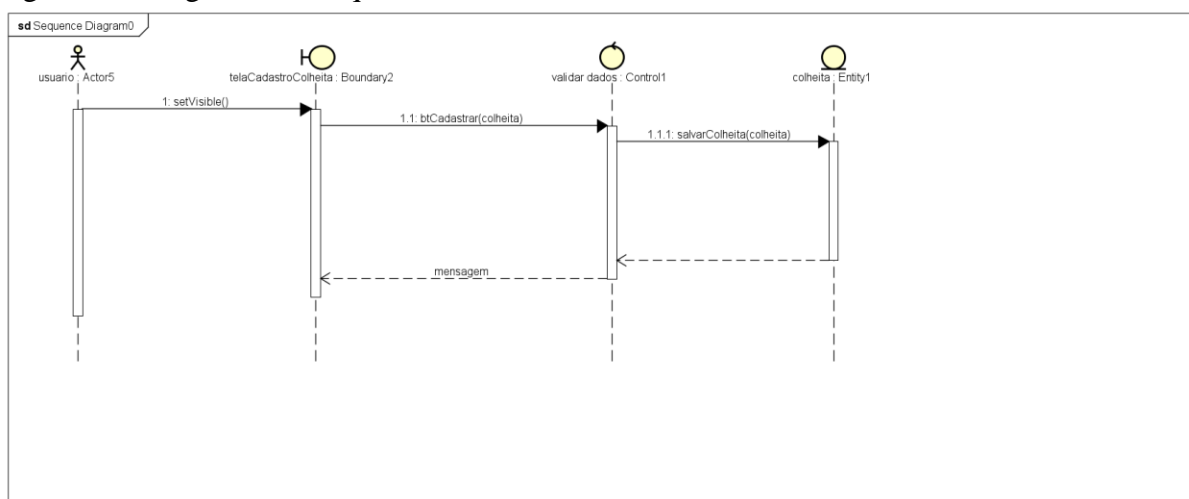 sd Sequence Diagram0
usuario : Actor5
telaCadastroColheita : Boundary2
validar dados : Control1
colheita : Entity1
1: setVisible()
1.1: btCadastrar(colheita)
1.1.1: salvarColheita(colheita)
mensagem